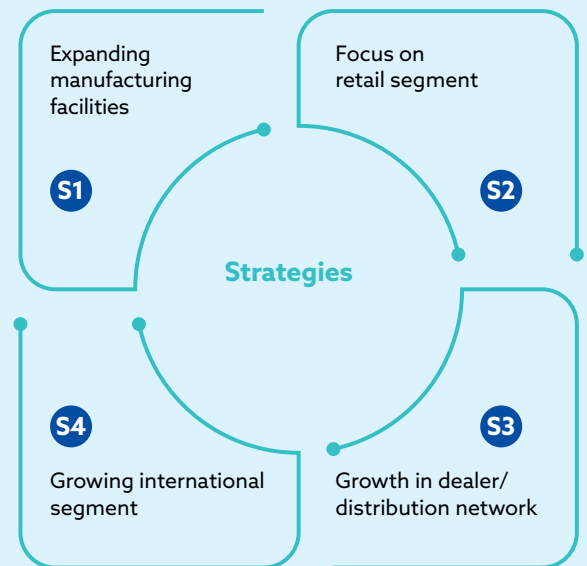 Expanding
manufacturing
facilities
S1
Focus on
retail segment
S2
Strategies
S4
Growing international
segment
S3
Growth in dealer/
distribution network